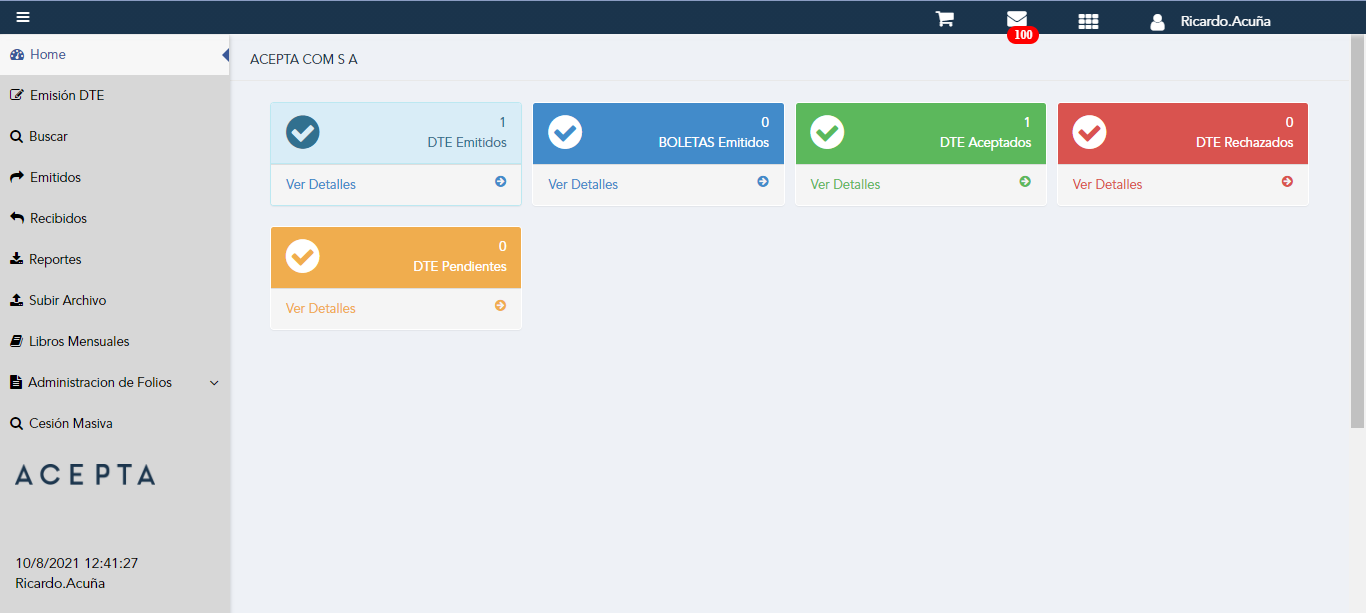 Ricardo.Acuña
100
Home
ACEPTA COM S A
Emisión DTE
Buscar
Emitidos
Recibidos
Reportes
Subir Archivo
Libros Mensuales
Administracion de Folios
Cesión Masiva
ACEPTA
10/8/2021 12:41:27
Ricardo.Acuña
1
DTE Emitidos
Ver Detalles
0
BOLETAS Emitidos
Ver Detalles
1
DTE Aceptados
Ver Detalles
0
DTE Rechazados
Ver Detalles
0
DTE Pendientes
Ver Detalles